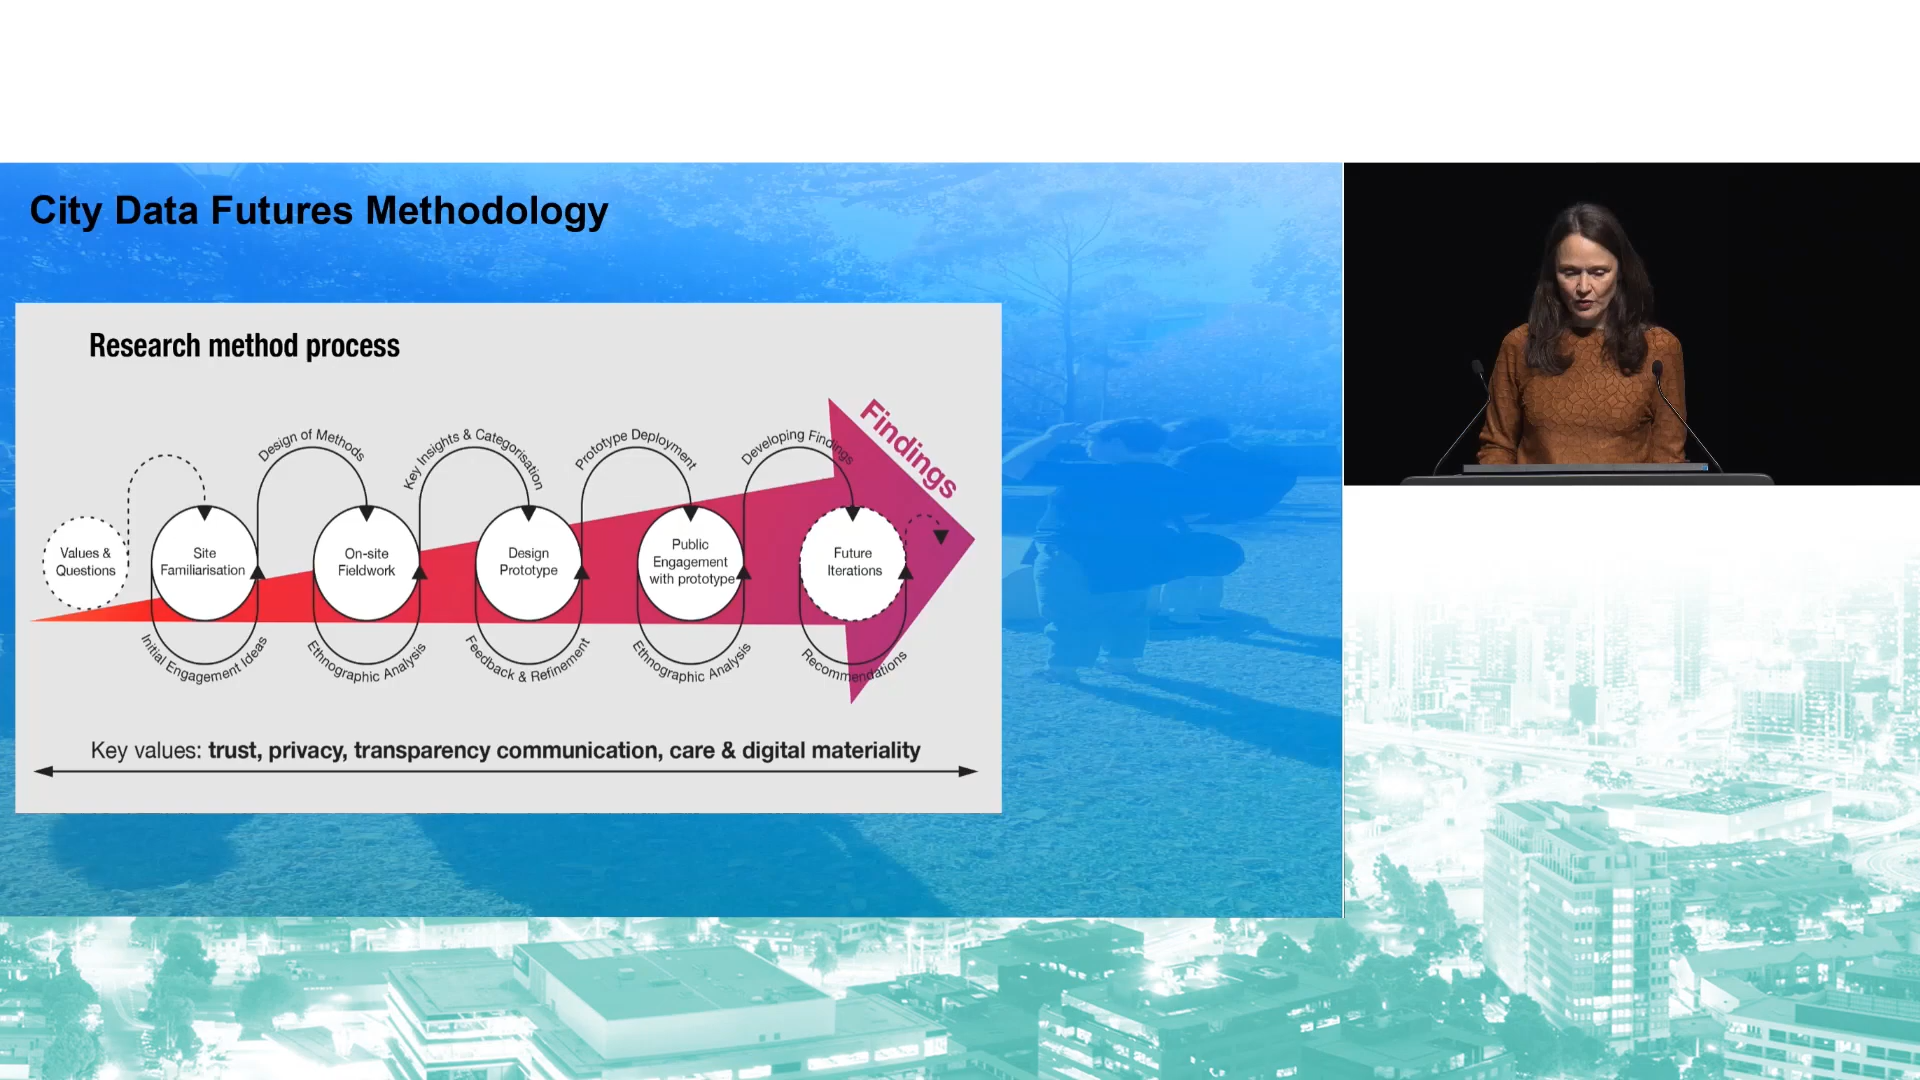 City Data Futures Methodology
Research method process
Findings
Design of Methods
Key Insights & Categorisation
Prototype Deployment
Developing Findings
Values &
Questions
Site
Familiarisation
On-site
Fieldwork
Design
Prototype
Public
Engagement
with prototype
Future
Iterations
Initial Engagement Ideas
Ethnographic Analysis
Feedback & Refinement
Ethnographic Analysis
Recommendations
Key values: trust, privacy, transparency communication, care & digital materiality